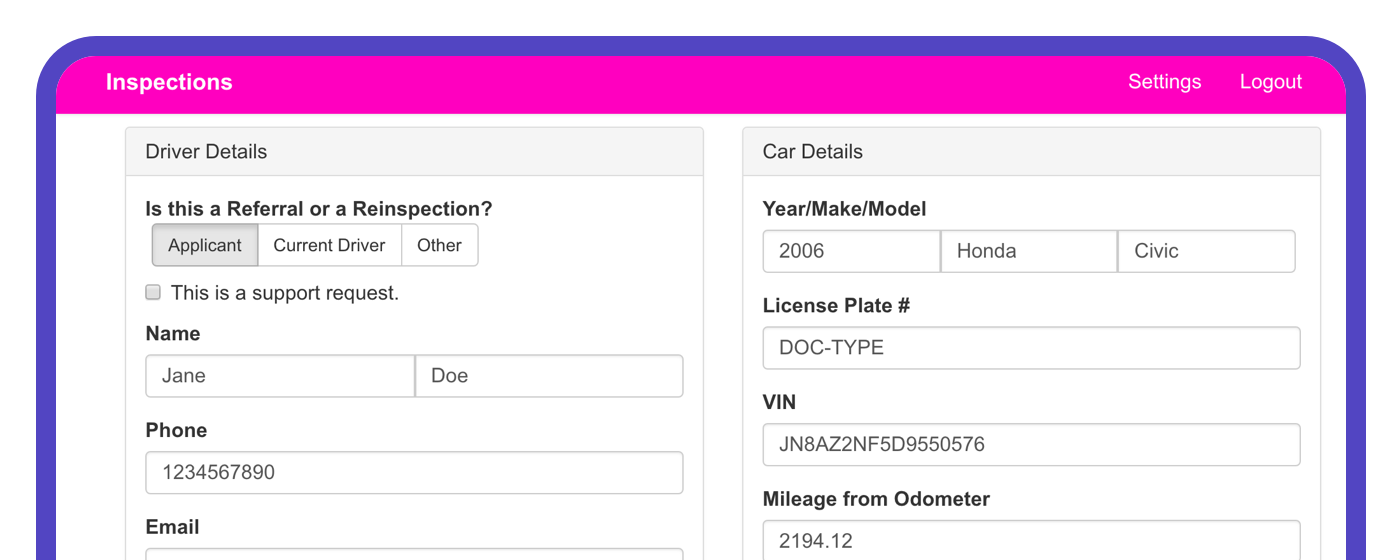 Inspections Settings Logout
Driver Details
Is this a Referral or a Reinspection?
Applicant Current Driver Other
This is a support request.
Name
Jane Doe
Phone
1234567890
Email
Car Details
Year/Make/Model
2006 Honda Civic
License Plate #
DOC-TYPE
VIN
JN8AZ2NF5D9550576
Mileage from Odometer
2194.12